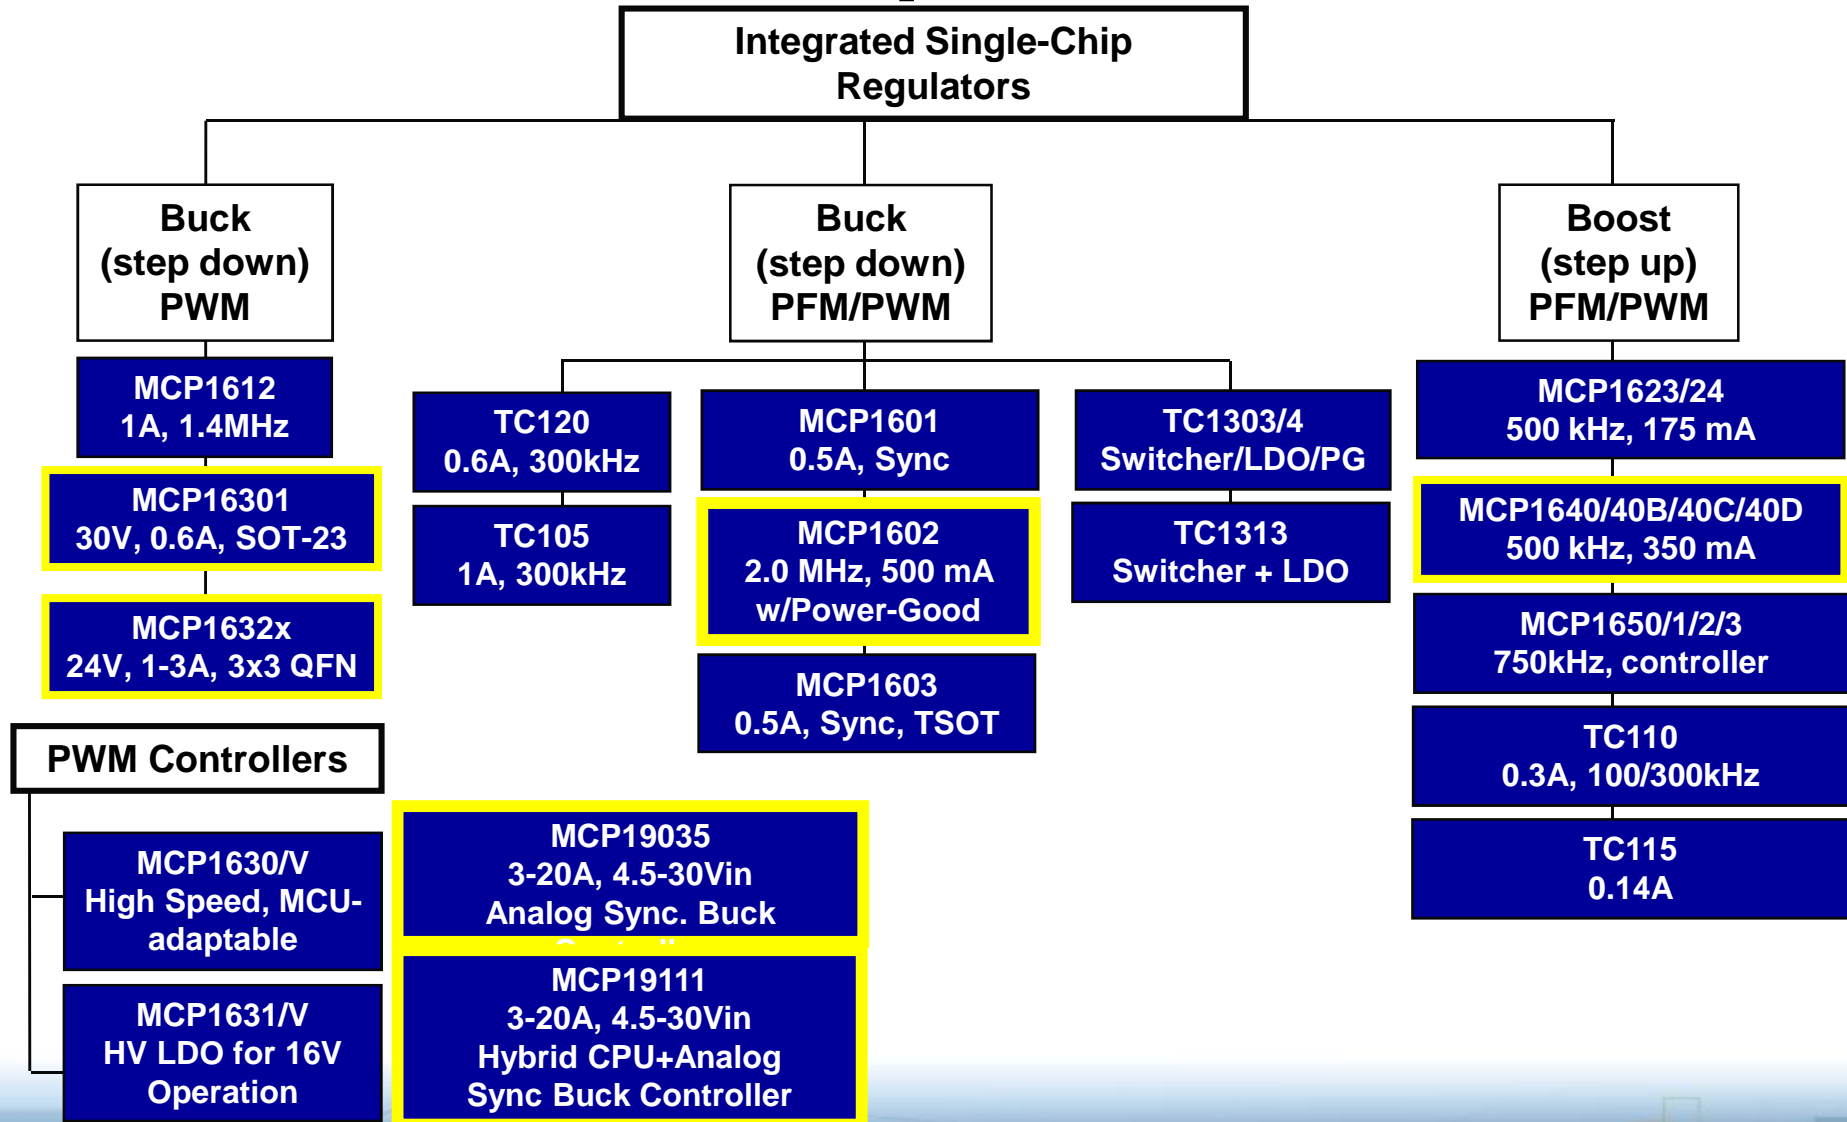 Integrated Single-Chip
Regulators
Buck
(step down)
PWM
MCP1612
1A, 1.4MHz
MCP16301
30V, 0.6A, SOT-23
MCP1632x
24V, 1-3A, 3x3 QFN
Buck
(step down)
PFM/PWM
TC120
0.6A, 300kHz
TC105
1A, 300kHz
MCP1601
0.5A, Sync
MCP1602
2.0 MHz, 500 mA
w/Power-Good
MCP1603
0.5A, Sync, TSOT
TC1303/4
Switcher/LDO/PG
TC1313
Switcher + LDO
Boost
(step up)
PFM/PWM
MCP1623/24
500 kHz, 175 mA
MCP1640/40B/40C/40D
500 kHz, 350 mA
MCP1650/1/2/3
750kHz, controller
TC110
0.3A, 100/300kHz
TC115
0.14A
PWM Controllers
MCP1630/V
High Speed, MCU-
adaptable
MCP1631/V
HV LDO for 16V
Operation
MCP19035
3-20A, 4.5-30Vin
Analog Sync. Buck
MCP19111
3-20A, 4.5-30Vin
Hybrid CPU+Analog
Sync Buck Controller